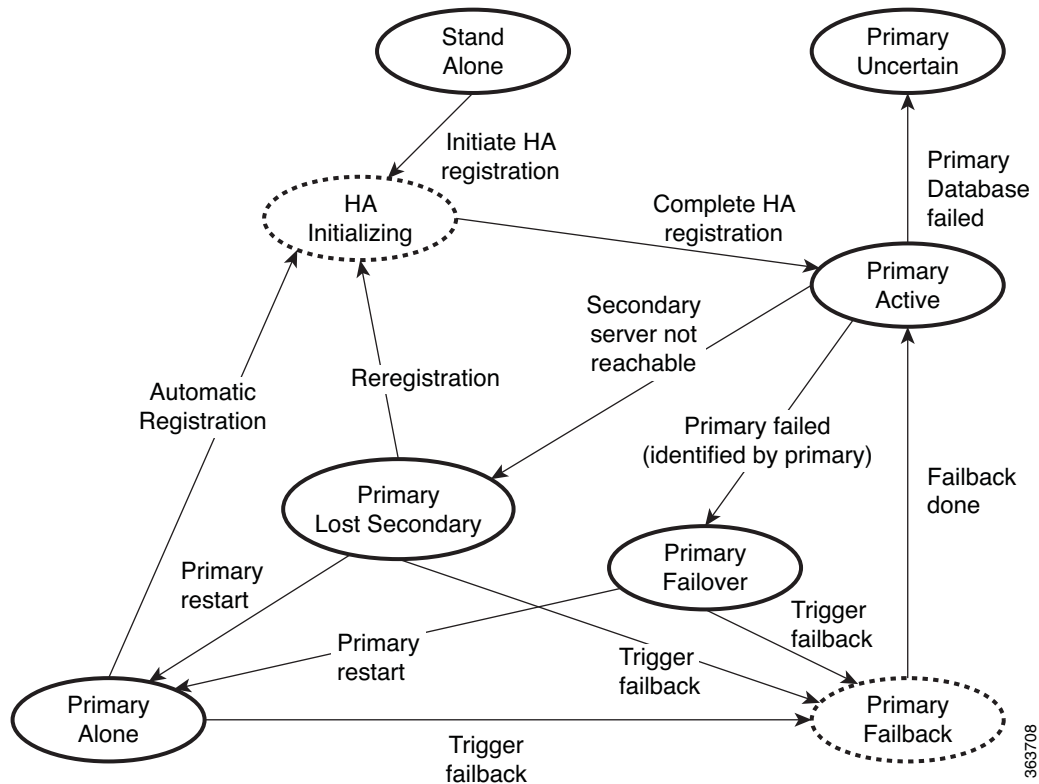 Stand
Alone
Primary
Uncertain
Initiate HA
registration
Primary
Database
failed
HA
Initializing
Complete HA
registration
Primary
Active
Secondary
server not
reachable
Automatic
Registration
Reregistration
Primary failed
(identified by primary)
Failback
done
Primary
Lost Secondary
Primary
Failover
Primary
restart
Trigger
failback
Primary
restart
Trigger
failback
Primary
Alone
Primary
Failback
Trigger
failback
363708